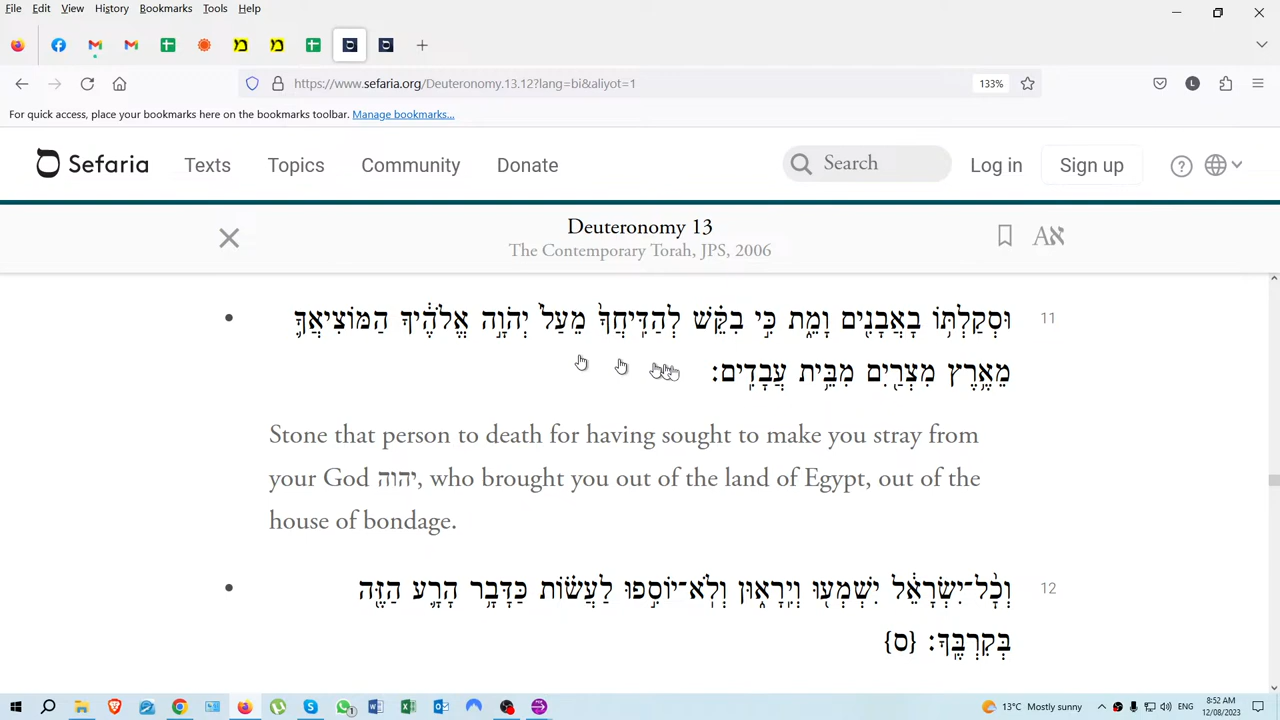 File Edit View History Bookmarks Tools Help
https://www.sefaria.org/Deuteronomy.13.12?lang=bi&aliyot=1
133%
L
For quick access, place your bookmarks here on the bookmarks toolbar. Manage bookmarks...
Sefaria Texts Topics Community Donate Search Log in Sign up
Deuteronomy 13
The Contemporary Torah, JPS, 2006
11 וּסְקַלְתּ֥וֹ בָאֲבָנִ֖ים וָמֵ֑ת כִּ֣י בִקֵּ֗שׁ לְהַדִּֽיחֲךָ֙ מֵעַל֙ יְהֹוָ֣ה אֱלֹהֶ֔יךָ הַמּוֹצִיאֲךָ֛
מֵאֶ֥רֶץ מִצְרַ֖יִם מִבֵּ֥ית עֲבָדִֽים׃
Stone that person to death for having sought to make you stray from
your God יהוה, who brought you out of the land of Egypt, out of the
house of bondage.
12 וְכׇ֨ל־יִשְׂרָאֵ֔ל יִשְׁמְע֖וּ וְיִֽרָא֑וּן וְלֹֽא־יוֹסִ֣פוּ לַעֲשׂ֗וֹת כַּדָּבָ֥ר הָרָ֛ע הַזֶּ֖ה
בְּקִרְבֶּֽךָ׃ {ס}
13°C Mostly sunny ENG 8:52 AM
12/08/2023